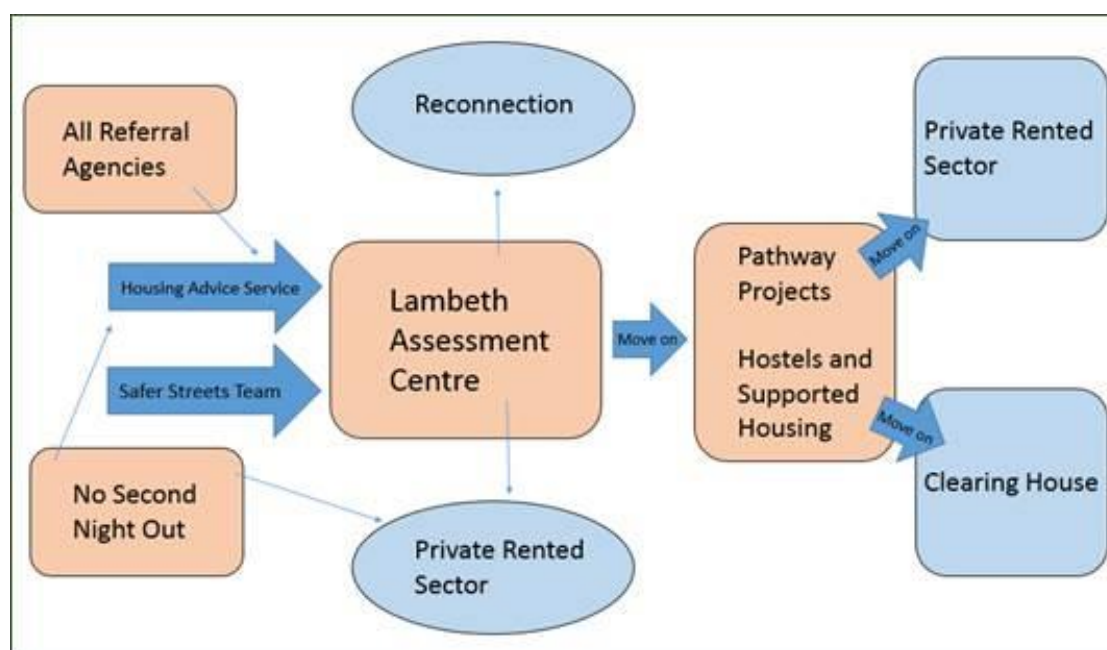 All Referral
Agencies
Reconnection
Private Rented
Sector
Housing Advice Service
Safer Streets Team
Lambeth
Assessment
Centre
Move on
Pathway
Projects
Hostels and
Supported
Housing
Move on
Move on
No Second
Night Out
Private Rented
Sector
Clearing House